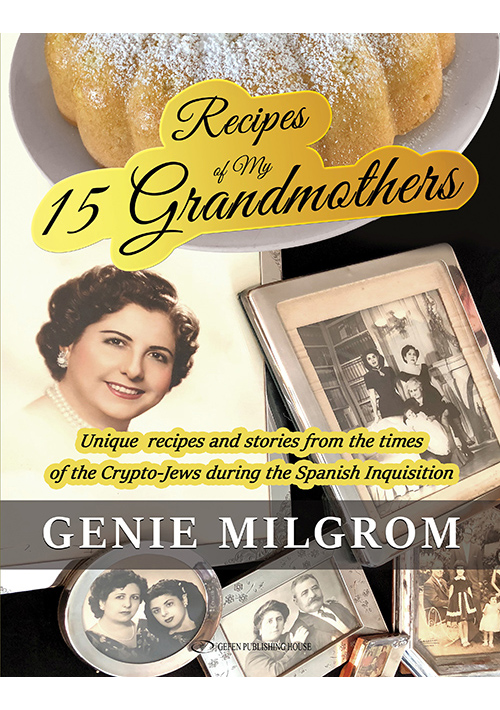 Recipes
of My
15 Grandmothers
Unique recipes and stories from the times
of the Crypto-Jews during the Spanish Inquisition
GENIE MILGROM
GEFEN PUBLISHING HOUSE